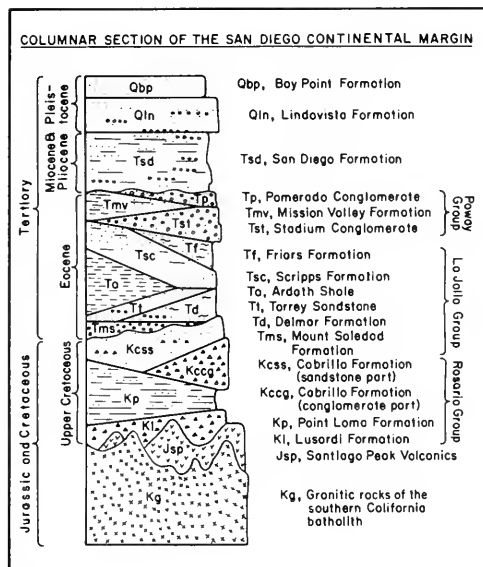 COLUMNAR SECTION OF THE SAN DIEGO CONTINENTAL MARGIN
Jurassic and Cretaceous
Tertiary
Upper Cretaceous
Eocene
Miocene and Pliocene
Pleis-
tocene
Qbp
Qln
Tsd
Tp
Tmv
Tst
Tf
Tsc
Ta
Tt
Td
Tms
Kcss
Kccg
Kp
Kl
Jsp
Kg
Qbp, Bay Point Formation
Qln, Lindavista Formation
Tsd, San Diego Formation
Tp, Pomerado Conglomerate
Tmv, Mission Valley Formation
Tst, Stadium Conglomerate
Poway
Group
Tf, Friars Formation
Tsc, Scripps Formation
Ta, Ardath Shale
Tt, Torrey Sandstone
Td, Delmar Formation
Tms, Mount Soledad
Formation
La Jolla Group
Kcss, Cabrillo Formation
(sandstone part)
Kccg, Cabrillo Formation
(conglomerate part)
Kp, Point Loma Formation
Kl, Lusardi Formation
Rosario Group
Jsp, Santiago Peak Volcanics
Kg, Granitic rocks of the
southern California
batholith